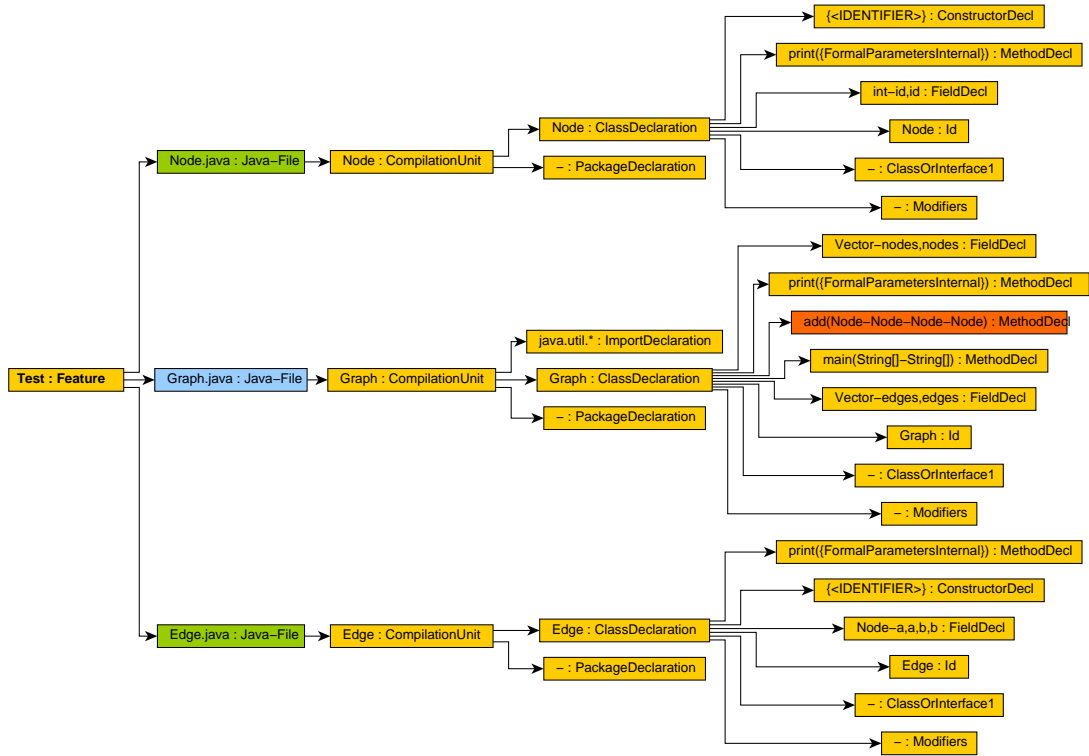 {<IDENTIFIER>} : ConstructorDecl
print({FormalParametersInternal}) : MethodDecl
int−id,id : FieldDecl
Node : ClassDeclaration
Node : Id
Node.java : Java−File
Node : CompilationUnit
− : PackageDeclaration
− : ClassOrInterface1
− : Modifiers
Vector−nodes,nodes : FieldDecl
print({FormalParametersInternal}) : MethodDecl
add(Node−Node−Node−Node) : MethodDecl
java.util.* : ImportDeclaration
main(String[]−String[]) : MethodDecl
Test : Feature
Graph.java : Java−File
Graph : CompilationUnit
Graph : ClassDeclaration
Vector−edges,edges : FieldDecl
− : PackageDeclaration
Graph : Id
− : ClassOrInterface1
− : Modifiers
print({FormalParametersInternal}) : MethodDecl
{<IDENTIFIER>} : ConstructorDecl
Edge.java : Java−File
Edge : CompilationUnit
Edge : ClassDeclaration
Node−a,a,b,b : FieldDecl
− : PackageDeclaration
Edge : Id
− : ClassOrInterface1
− : Modifiers